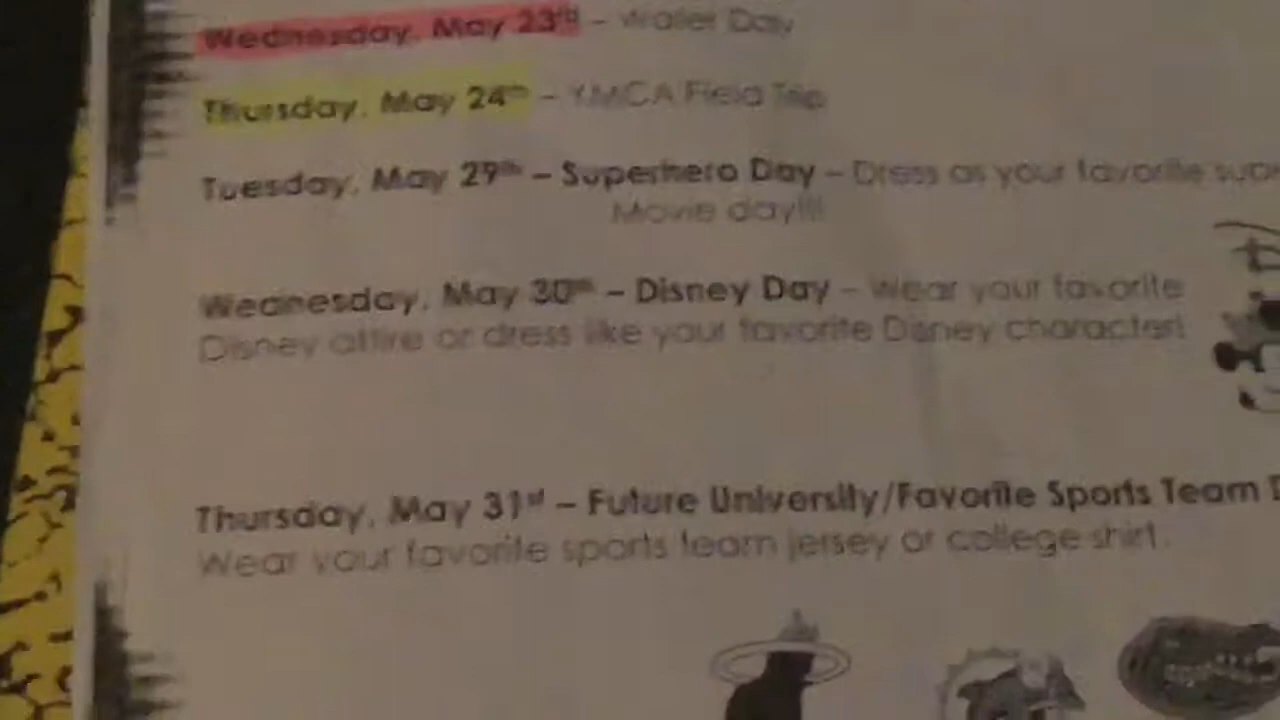 Wednesday, May 23rd – Water Day
Thursday, May 24th – YMCA Field Trip
Tuesday, May 29th – Superhero Day – Dress as your favorite
Movie day!!!
Wednesday, May 30th – Disney Day – Wear your favorite
Disney attire or dress like your favorite Disney character!
Thursday, May 31st – Future University/Favorite Sports Team
Wear your favorite sports team jersey or college shirt.